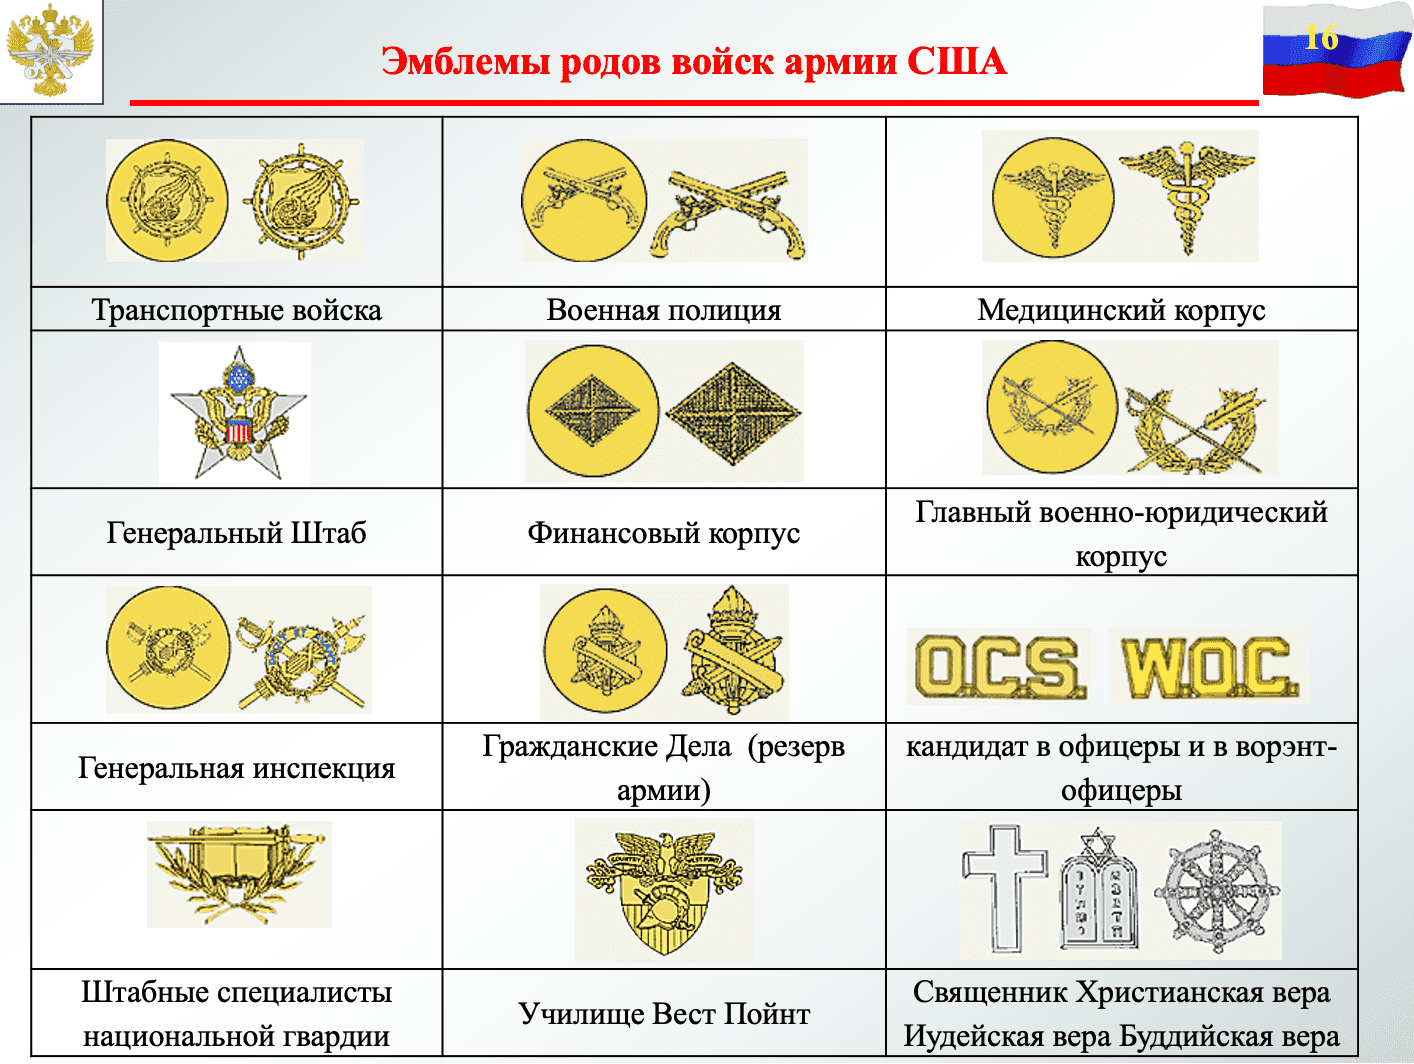 Эмблемы родов войск армии США
16
Транспортные войска
Военная полиция
Медицинский корпус
Генеральный Штаб
Финансовый корпус
Главный военно-юридический
корпус
Генеральная инспекция
Гражданские Дела (резерв
армии)
O.C.S. W.O.C.
кандидат в офицеры и в ворэнт-
офицеры
Штабные специалисты
национальной гвардии
Училище Вест Пойнт
Священник Христианская вера
Иудейская вера Буддийская вера